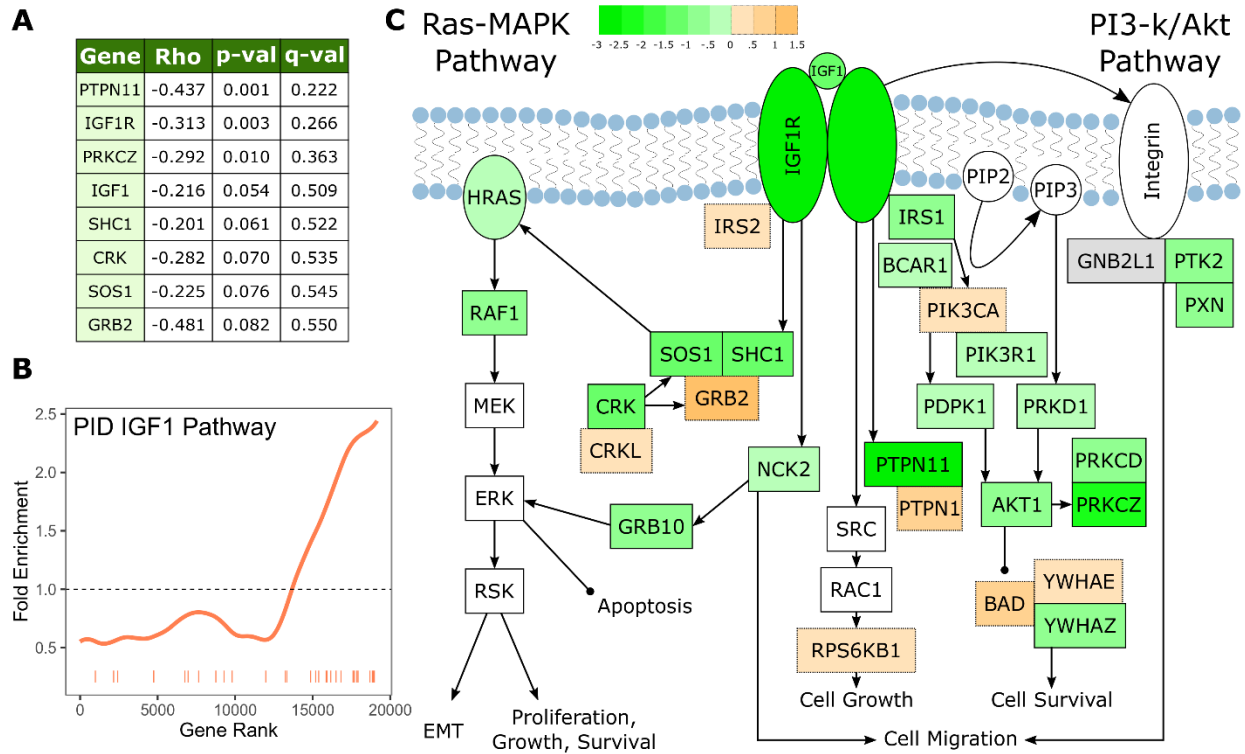 A
Gene Rho p-val q-val
PTPN11 -0.437 0.001 0.222
IGF1R -0.313 0.003 0.266
PRKCZ -0.292 0.010 0.363
IGF1 -0.216 0.054 0.509
SHC1 -0.201 0.061 0.522
CRK -0.282 0.070 0.535
SOS1 -0.225 0.076 0.545
GRB2 -0.481 0.082 0.550
B
PID IGF1 Pathway
Fold Enrichment
2.5
2.0
1.5
1.0
0.5
0 5000 10000 15000 20000
Gene Rank
C
Ras-MAPK
Pathway
-3 -2.5 -2 -1.5 -1 -0.5 0 .5 1 1.5
PI3-k/Akt
Pathway
IGF1
IGF1R
Integrin
HRAS
PIP2
PIP3
IRS2
IRS1
BCAR1
GNB2L1
PTK2
PXN
PIK3CA
PIK3R1
RAF1
SOS1
SHC1
GRB2
CRK
CRKL
MEK
PDPK1
PRKD1
NCK2
PTPN11
PTPN1
PRKCD
PRKCZ
AKT1
ERK
GRB10
SRC
RSK
Apoptosis
RAC1
BAD
YWHAE
YWHAZ
RPS6KB1
EMT
Proliferation,
Growth, Survival
Cell Growth
Cell Survival
Cell Migration